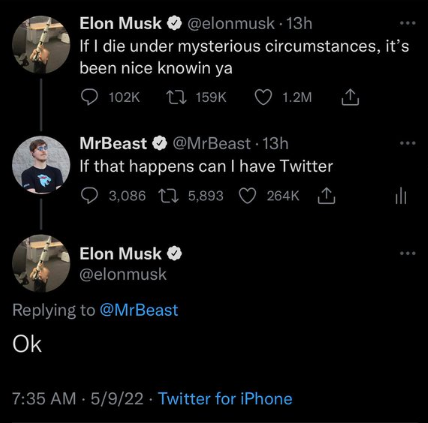 Elon Musk @elonmusk · 13h
If I die under mysterious circumstances, it's
been nice knowin ya
102K 159K 1.2M
MrBeast @MrBeast · 13h
If that happens can I have Twitter
3,086 5,893 264K
Elon Musk
@elonmusk
Replying to @MrBeast
Ok
7:35 AM · 5/9/22 · Twitter for iPhone